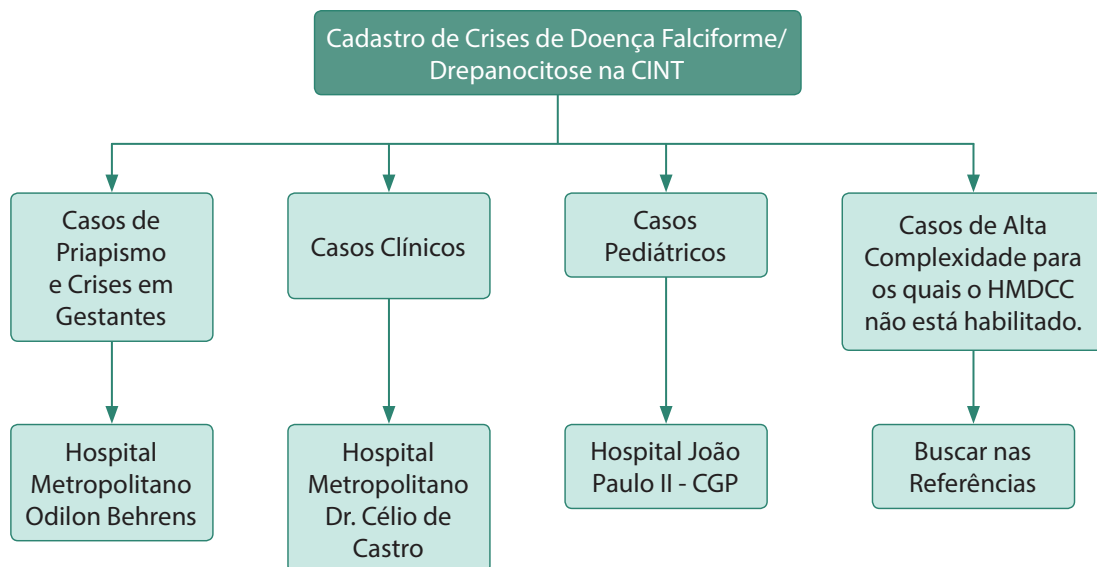 Cadastro de Crises de Doença Falciforme/
Drepanocitose na CINT
Casos de
Priapismo
e Crises em
Gestantes
Casos Clínicos
Casos
Pediátricos
Casos de Alta
Complexidade para
os quais o HMDCC
não está habilitado.
Hospital
Metropolitano
Odilon Behrens
Hospital
Metropolitano
Dr. Célio de
Castro
Hospital João
Paulo II - CGP
Buscar nas
Referências